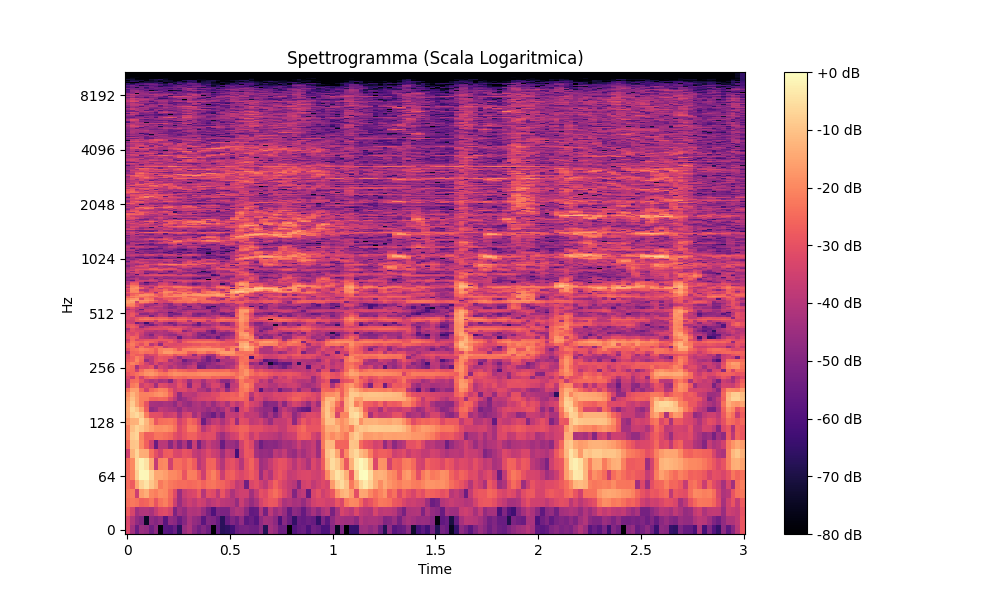 Spettrogramma (Scala Logaritmica)
Hz
8192
4096
2048
1024
512
256
128
64
0
0 0.5 1 1.5 2 2.5 3
Time
+0 dB
-10 dB
-20 dB
-30 dB
-40 dB
-50 dB
-60 dB
-70 dB
-80 dB